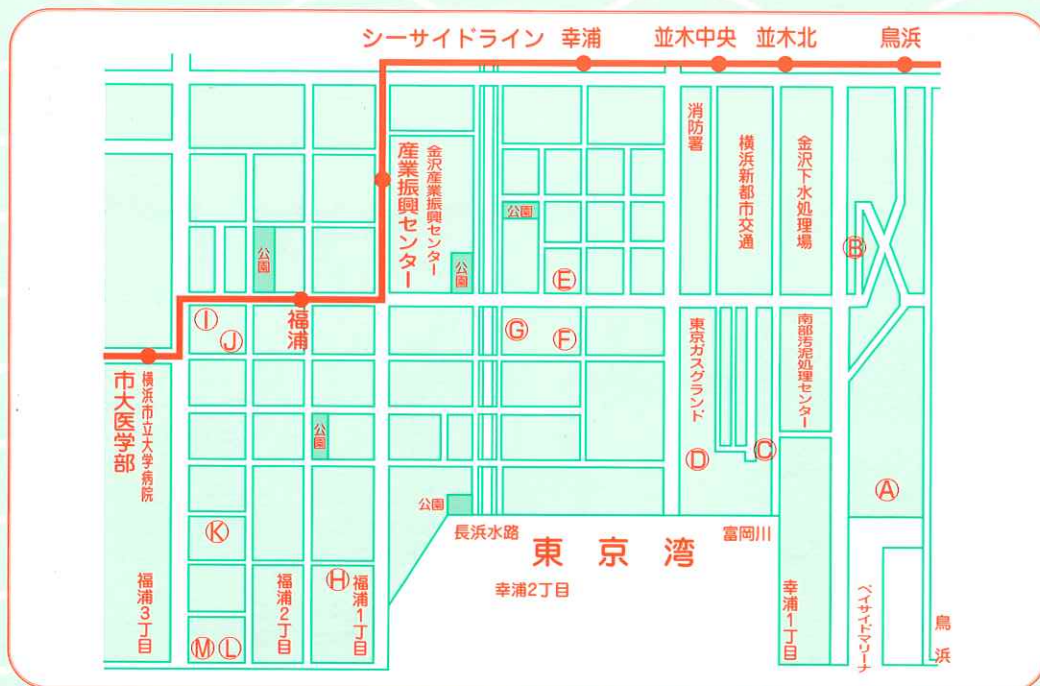 シーサイドライン
幸浦
並木中央
並木北
鳥浜
消防署
横浜新都市交通
金沢下水処理場
金沢産業振興センター
産業振興センター
公園
公園
公園
Ⓑ
Ⓔ
福浦
Ⓘ
Ⓙ
Ⓖ
Ⓕ
東京ガスグランド
南部汚泥処理センター
横浜市立大学病院
市大医学部
公園
Ⓓ
Ⓒ
Ⓐ
公園
Ⓚ
長浜水路
東京湾
富岡川
幸浦2丁目
福浦3丁目
福浦2丁目
Ⓗ
福浦1丁目
幸浦1丁目
ベイサイドマリーナ
鳥浜
Ⓜ
Ⓛ